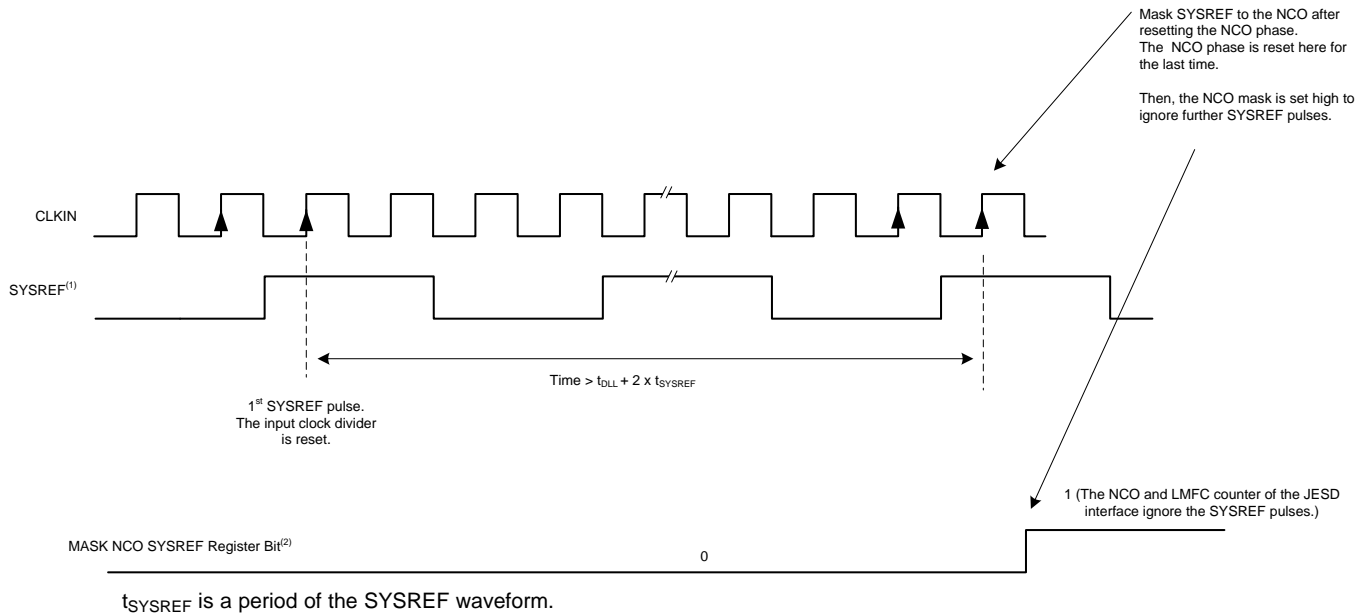 Mask SYSREF to the NCO after
resetting the NCO phase.
The  NCO phase is reset here for
the last time.
Then, the NCO mask is set high to
ignore further SYSREF pulses.
CLKIN
SYSREF(1)
Time > tDLL + 2 x tSYSREF
1st SYSREF pulse.
The input clock divider
is reset.
1 (The NCO and LMFC counter of the JESD
interface ignore the SYSREF pulses.)
MASK NCO SYSREF Register Bit(2)
0
tSYSREF is a period of the SYSREF waveform.